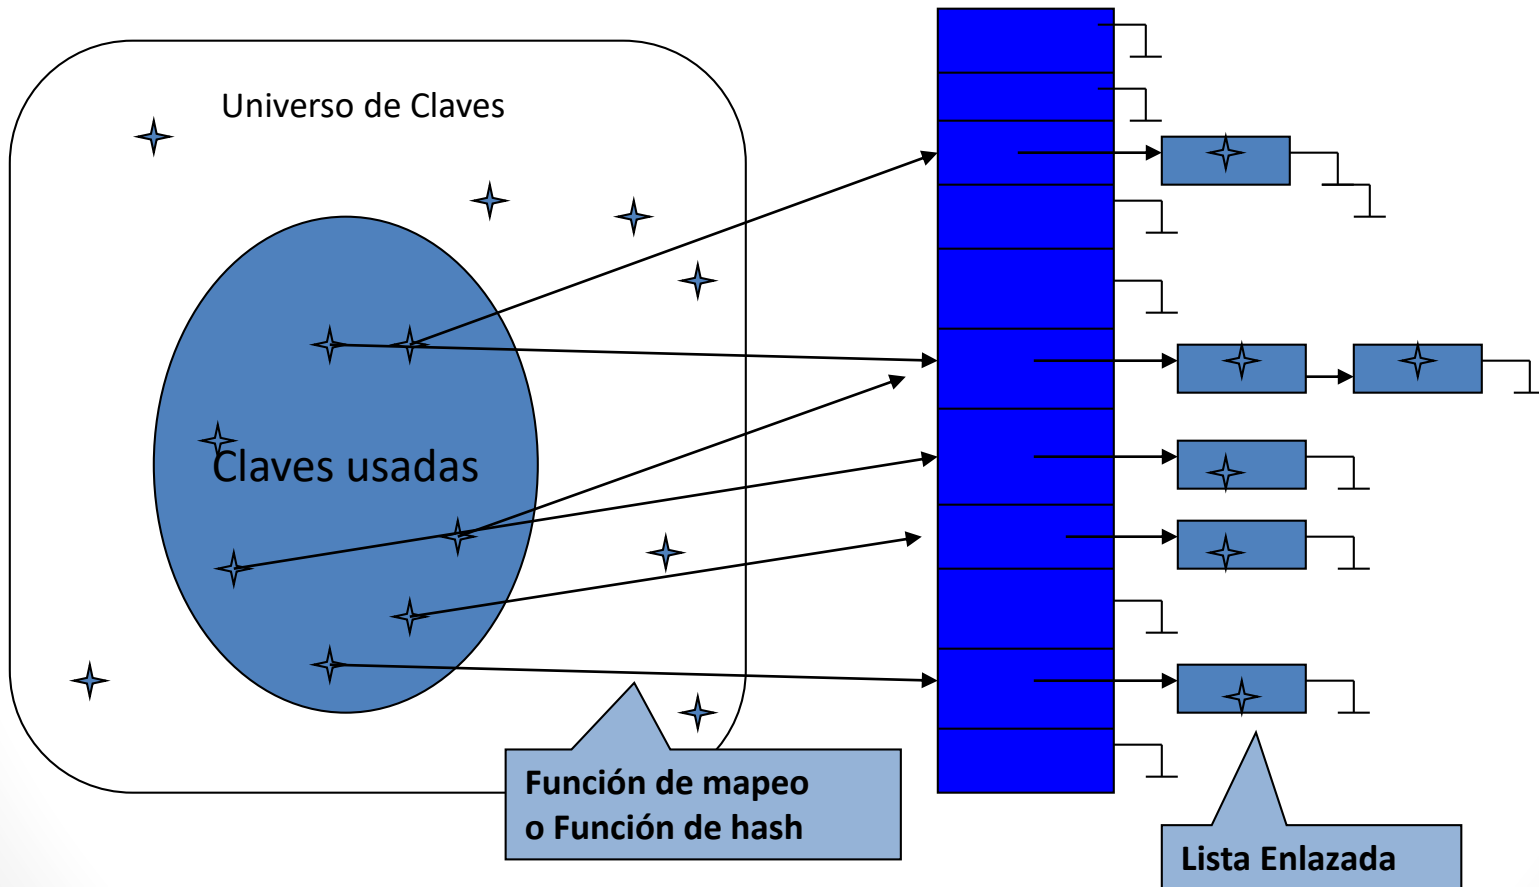 Universo de Claves
Claves usadas
Función de mapeo
o Función de hash
Lista Enlazada